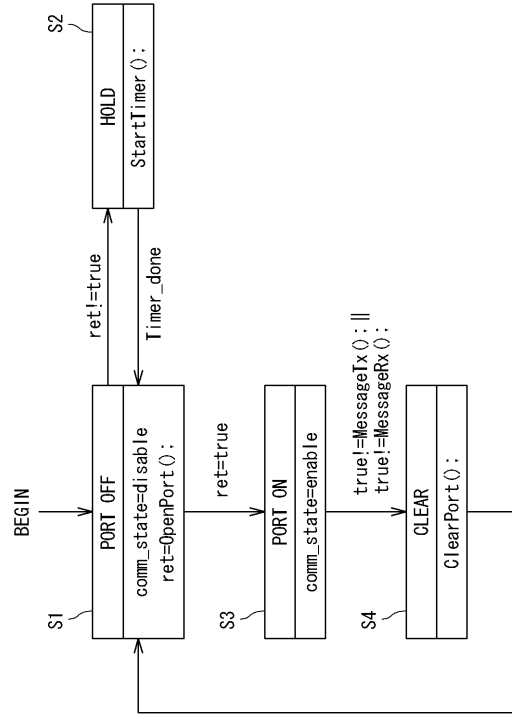 BEGIN
S1
PORT OFF
comm_state=disable
ret=OpenPort();
ret!=true
Timer_done
S2
HOLD
StartTimer();
ret=true
S3
PORT ON
comm_state=enable
true!=MessageTx(); ||
true!=MessageRx();
S4
CLEAR
ClearPort();